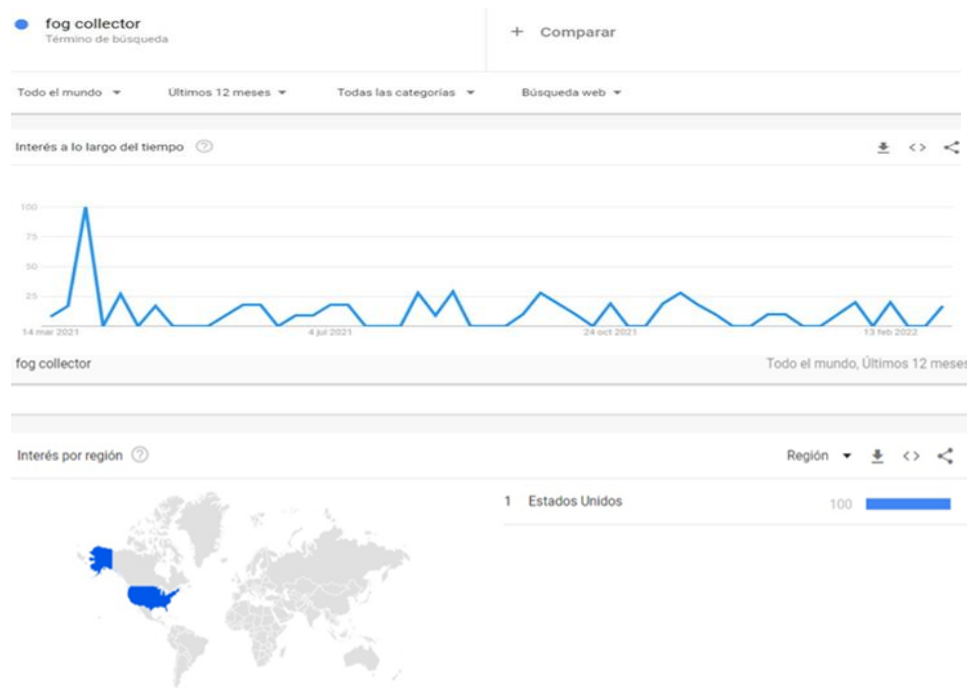 fog collector
Término de búsqueda
+ Comparar
Todo el mundo
Ultimos 12 meses
Todas las categorías
Búsqueda web
Interés a lo largo del tiempo ?
100
75
50
25
14 mar 2021
4 jul 2021
24 oct 2021
13 feb 2022
fog collector
Todo el mundo, Últimos 12 meses
Interés por región ?
Región
1 Estados Unidos
100